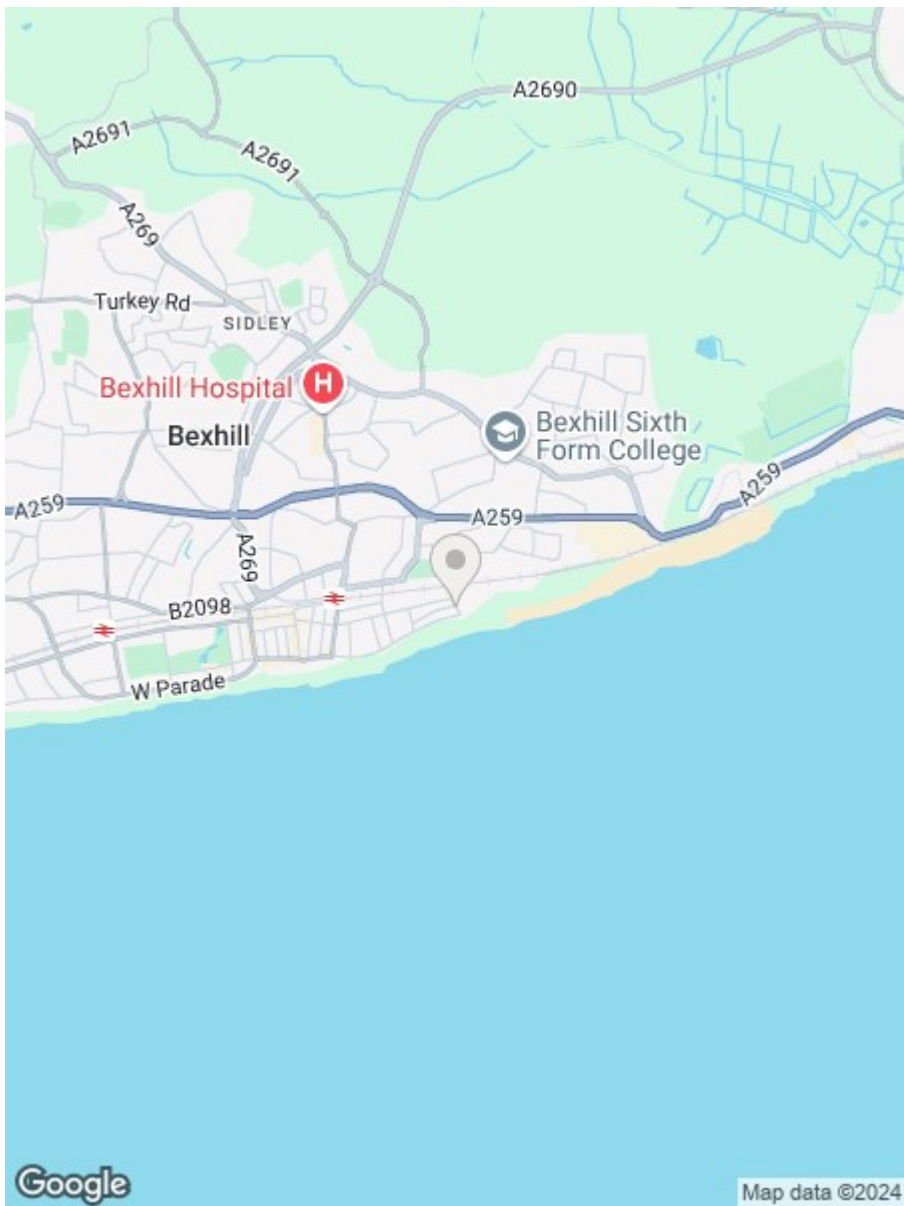 A2690
A2691
A2691
A269
Turkey Rd
SIDLEY
Bexhill Hospital
H
Bexhill
Bexhill Sixth
Form College
A259
A259
A259
A269
B2098
W Parade
Google
Map data ©2024